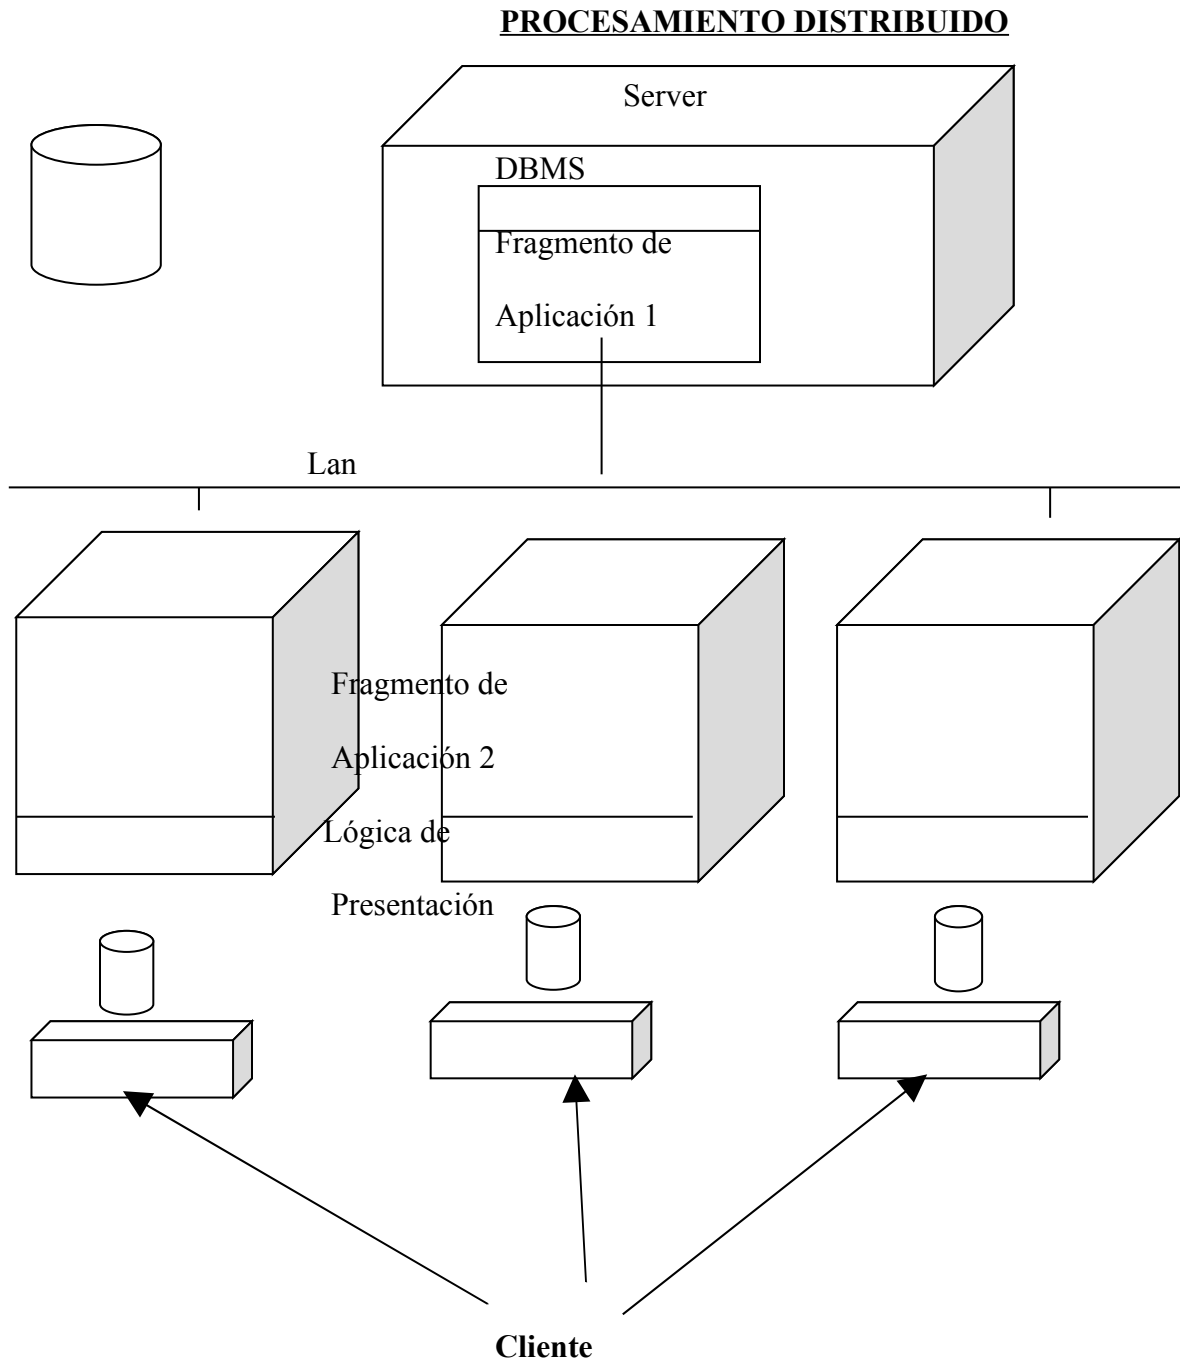 PROCESAMIENTO DISTRIBUIDO
Server
DBMS
Fragmento de
Aplicación 1
Lan
Fragmento de
Aplicación 2
Lógica de
Presentación
Cliente